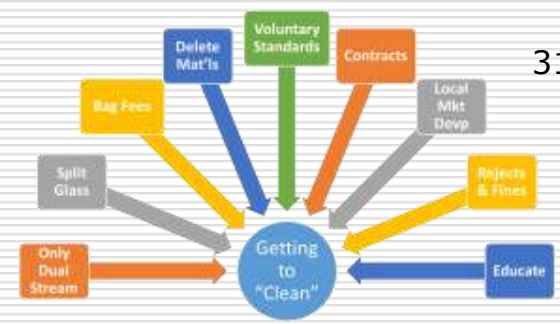 Voluntary
Standards
Delete
Mat'ls
Contracts
31
Bag Fees
Local
Mkt
Devp
Split
Glass
Rejects
& Fines
Only
Dual
Stream
Getting
to
"Clean"
Educate